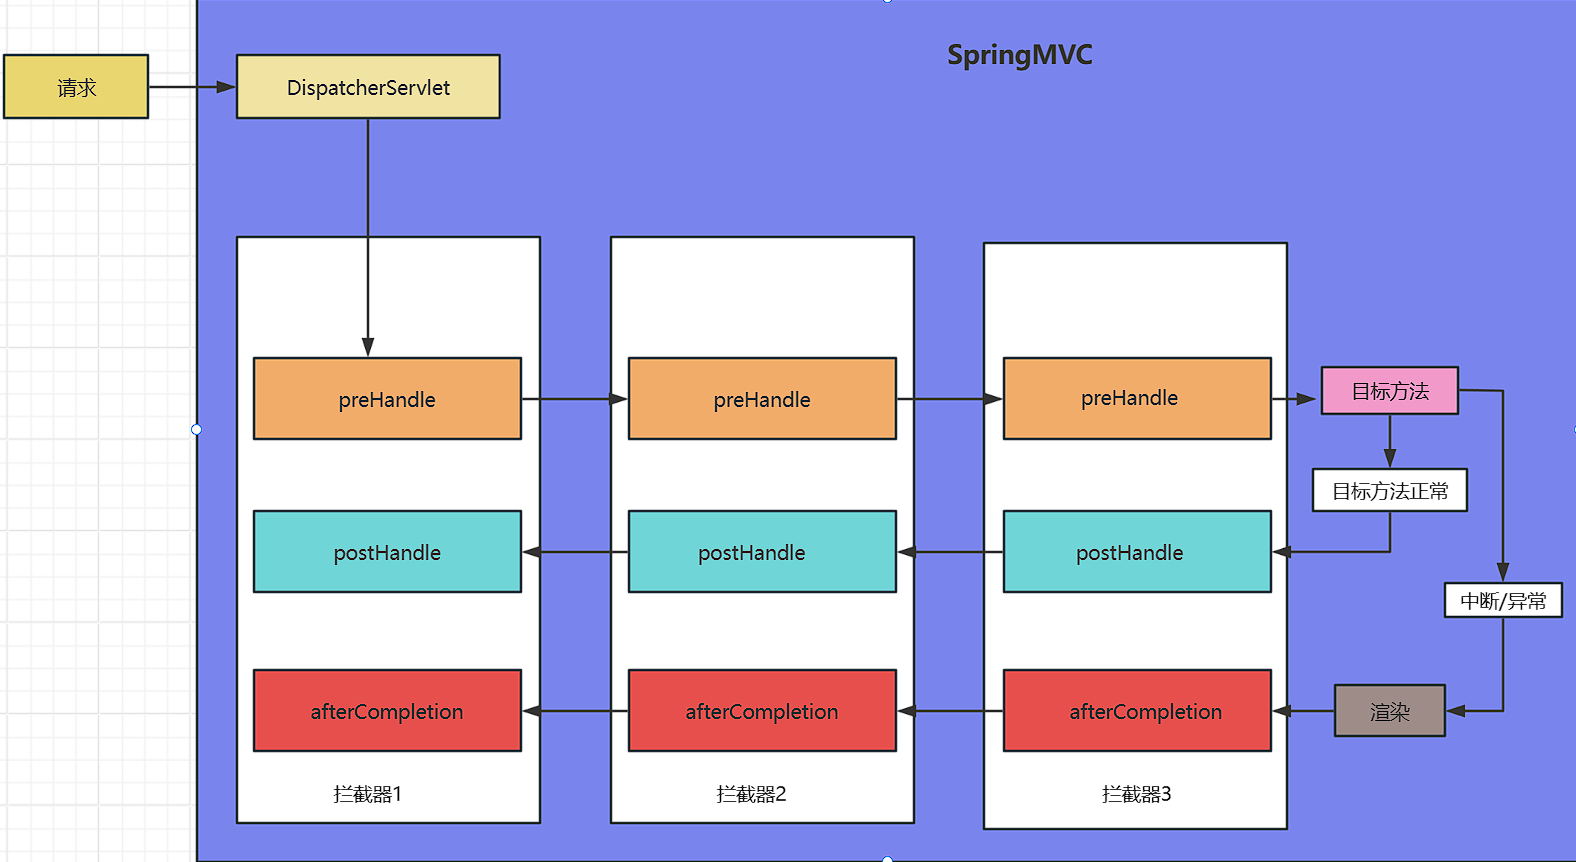 SpringMVC
请求
DispatcherServlet
preHandle
preHandle
preHandle
目标方法
目标方法正常
postHandle
postHandle
postHandle
中断/异常
afterCompletion
afterCompletion
afterCompletion
渲染
拦截器1
拦截器2
拦截器3